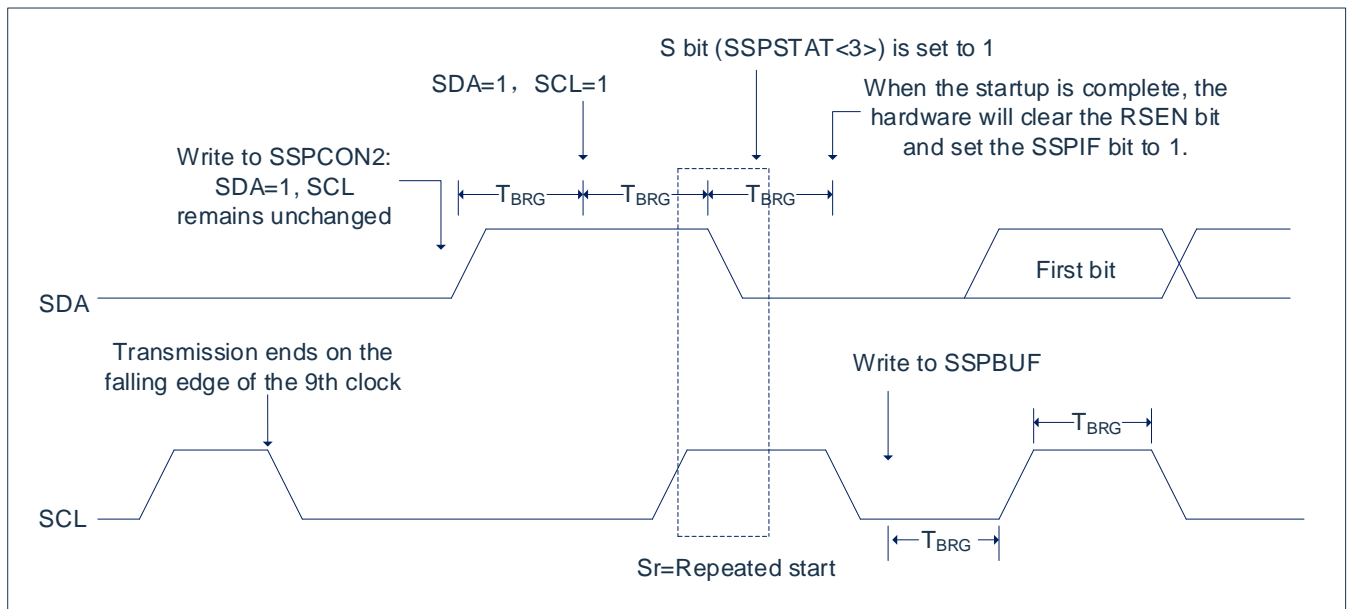 S bit (SSPSTAT<3>) is set to 1
SDA=1, SCL=1
When the startup is complete, the
hardware will clear the RSEN bit
and set the SSPIF bit to 1.
Write to SSPCON2:
SDA=1, SCL
remains unchanged
TBRG
TBRG
TBRG
First bit
SDA
Transmission ends on the
falling edge of the 9th clock
Write to SSPBUF
TBRG
SCL
TBRG
Sr=Repeated start